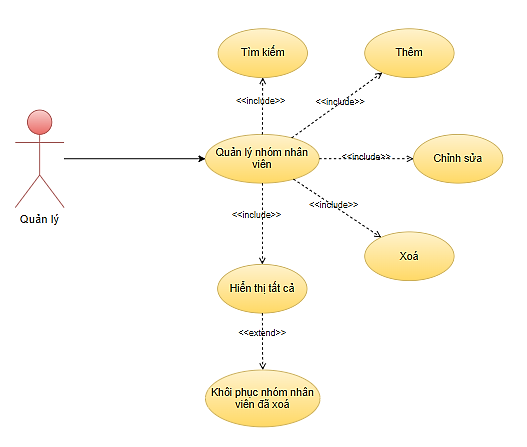 Tìm kiếm
Thêm
<<include>>
<<include>>
Quản lý nhóm nhân
viên
<<include>>
Chỉnh sửa
Quản lý
<<include>>
<<include>>
Xoá
Hiển thị tất cả
<<extend>>
Khôi phục nhóm nhân
viên đã xoá